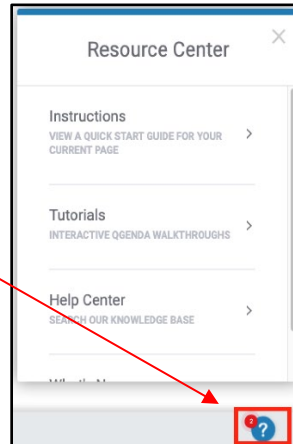 Resource Center
Instructions
VIEW A QUICK START GUIDE FOR YOUR
CURRENT PAGE
Tutorials
INTERACTIVE QGENDA WALKTHROUGHS
Help Center
SEARCH OUR KNOWLEDGE BASE
2
?